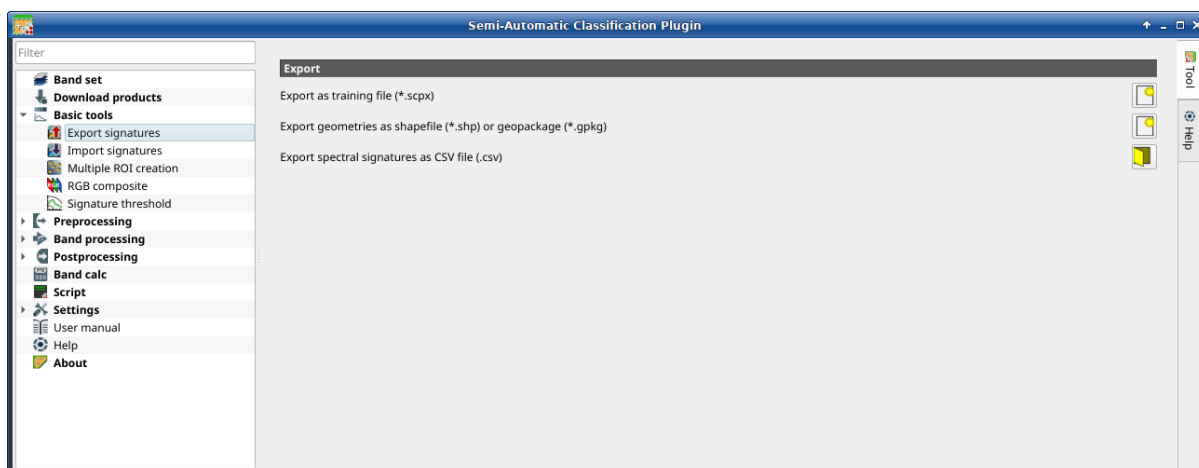 Semi-Automatic Classification Plugin
Filter
Band set
Download products
Basic tools
Export signatures
Import signatures
Multiple ROI creation
RGB composite
Signature threshold
Preprocessing
Band processing
Postprocessing
Band calc
Script
Settings
User manual
Help
About
Export
Export as training file (*.scpx)
Export geometries as shapefile (*.shp) or geopackage (*.gpkg)
Export spectral signatures as CSV file (.csv)
Tool
Help